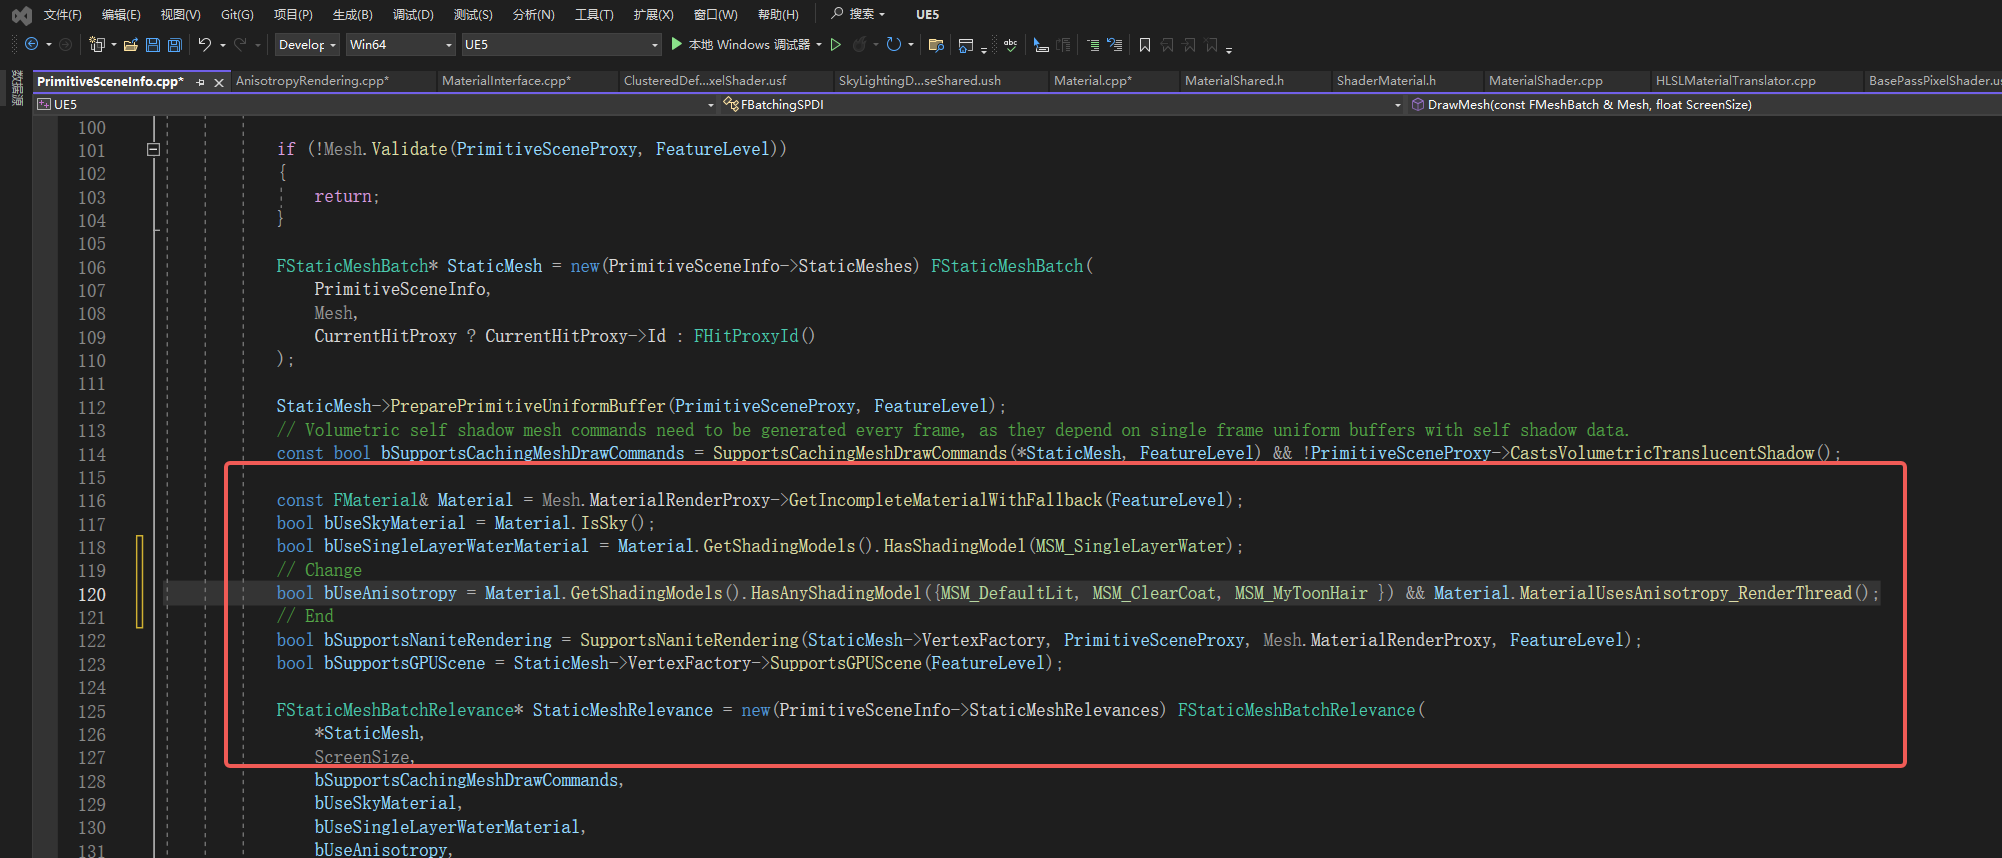 文件(F) 编辑(E) 视图(V) Git(G) 项目(P) 生成(B) 调试(D) 测试(S) 分析(N) 工具(T) 扩展(X) 窗口(W) 帮助(H) 搜索 UE5
Develop Win64 UE5 本地 Windows 调试器
数据源
PrimitiveSceneInfo.cpp* AnisotropyRendering.cpp* MaterialInterface.cpp* ClusteredDef...xelShader.usf SkyLightingD...seShared.ush Material.cpp* MaterialShared.h ShaderMaterial.h MaterialShader.cpp HLSLMaterialTranslator.cpp BasePassPixelShader.us
UE5 FBatchingSPDI DrawMesh(const FMeshBatch & Mesh, float ScreenSize)
100
101 if (!Mesh.Validate(PrimitiveSceneProxy, FeatureLevel))
102 {
103 return;
104 }
105
106 FStaticMeshBatch* StaticMesh = new(PrimitiveSceneInfo->StaticMeshes) FStaticMeshBatch(
107 PrimitiveSceneInfo,
108 Mesh,
109 CurrentHitProxy ? CurrentHitProxy->Id : FHitProxyId()
110 );
111
112 StaticMesh->PreparePrimitiveUniformBuffer(PrimitiveSceneProxy, FeatureLevel);
113 // Volumetric self shadow mesh commands need to be generated every frame, as they depend on single frame uniform buffers with self shadow data.
114 const bool bSupportsCachingMeshDrawCommands = SupportsCachingMeshDrawCommands(*StaticMesh, FeatureLevel) && !PrimitiveSceneProxy->CastsVolumetricTranslucentShadow();
115
116 const FMaterial& Material = Mesh.MaterialRenderProxy->GetIncompleteMaterialWithFallback(FeatureLevel);
117 bool bUseSkyMaterial = Material.IsSky();
118 bool bUseSingleLayerWaterMaterial = Material.GetShadingModels().HasShadingModel(MSM_SingleLayerWater);
119 // Change
120 bool bUseAnisotropy = Material.GetShadingModels().HasAnyShadingModel({MSM_DefaultLit, MSM_ClearCoat, MSM_MyToonHair }) && Material.MaterialUsesAnisotropy_RenderThread();
121 // End
122 bool bSupportsNaniteRendering = SupportsNaniteRendering(StaticMesh->VertexFactory, PrimitiveSceneProxy, Mesh.MaterialRenderProxy, FeatureLevel);
123 bool bSupportsGPUScene = StaticMesh->VertexFactory->SupportsGPUScene(FeatureLevel);
124
125 FStaticMeshBatchRelevance* StaticMeshRelevance = new(PrimitiveSceneInfo->StaticMeshRelevances) FStaticMeshBatchRelevance(
126 *StaticMesh,
127 ScreenSize,
128 bSupportsCachingMeshDrawCommands,
129 bUseSkyMaterial,
130 bUseSingleLayerWaterMaterial,
131 bUseAnisotropy,